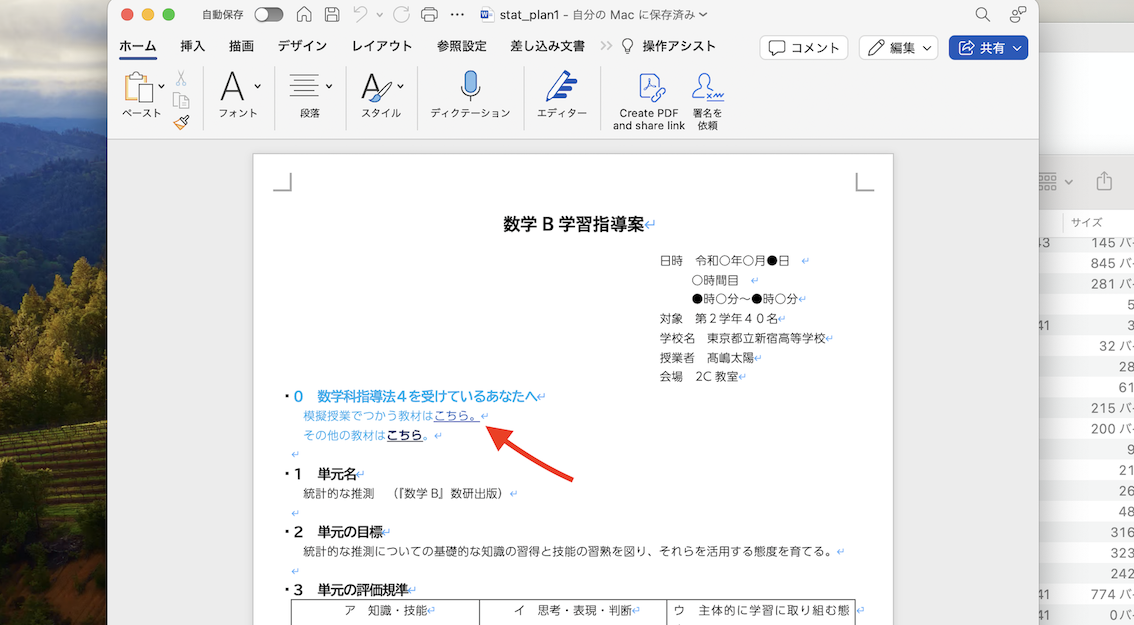 自動保存
stat_plan1 - 自分の Mac に保存済み
ホーム 挿入 描画 デザイン レイアウト 参照設定 差し込み文書 操作アシスト コメント 編集 共有
ペースト フォント 段落 スタイル ディクテーション エディター Create PDF and share link 署名を依頼
数学 B 学習指導案
日時 令和〇年〇月●日
〇時間目
●時〇分～●時〇分
対象 第２学年４０名
学校名 東京都立新宿高等学校
授業者 髙嶋太陽
会場 2C 教室
・0 数学科指導法４を受けているあなたへ
模擬授業でつかう教材はこちら。
その他の教材はこちら。
・1 単元名
統計的な推測 （『数学 B』数研出版）
・2 単元の目標
統計的な推測についての基礎的な知識の習得と技能の習熟を図り、それらを活用する態度を育てる。
・3 単元の評価規準
ア 知識・技能 イ 思考・表現・判断 ウ 主体的に学習に取り組む態
サイズ
43 145 バ
845 バ
281 バ
5
41 3
32 バ
28
61
215 バ
200 バ
9
21
26
48
316
323
242
41 774 バ
41 0 バ